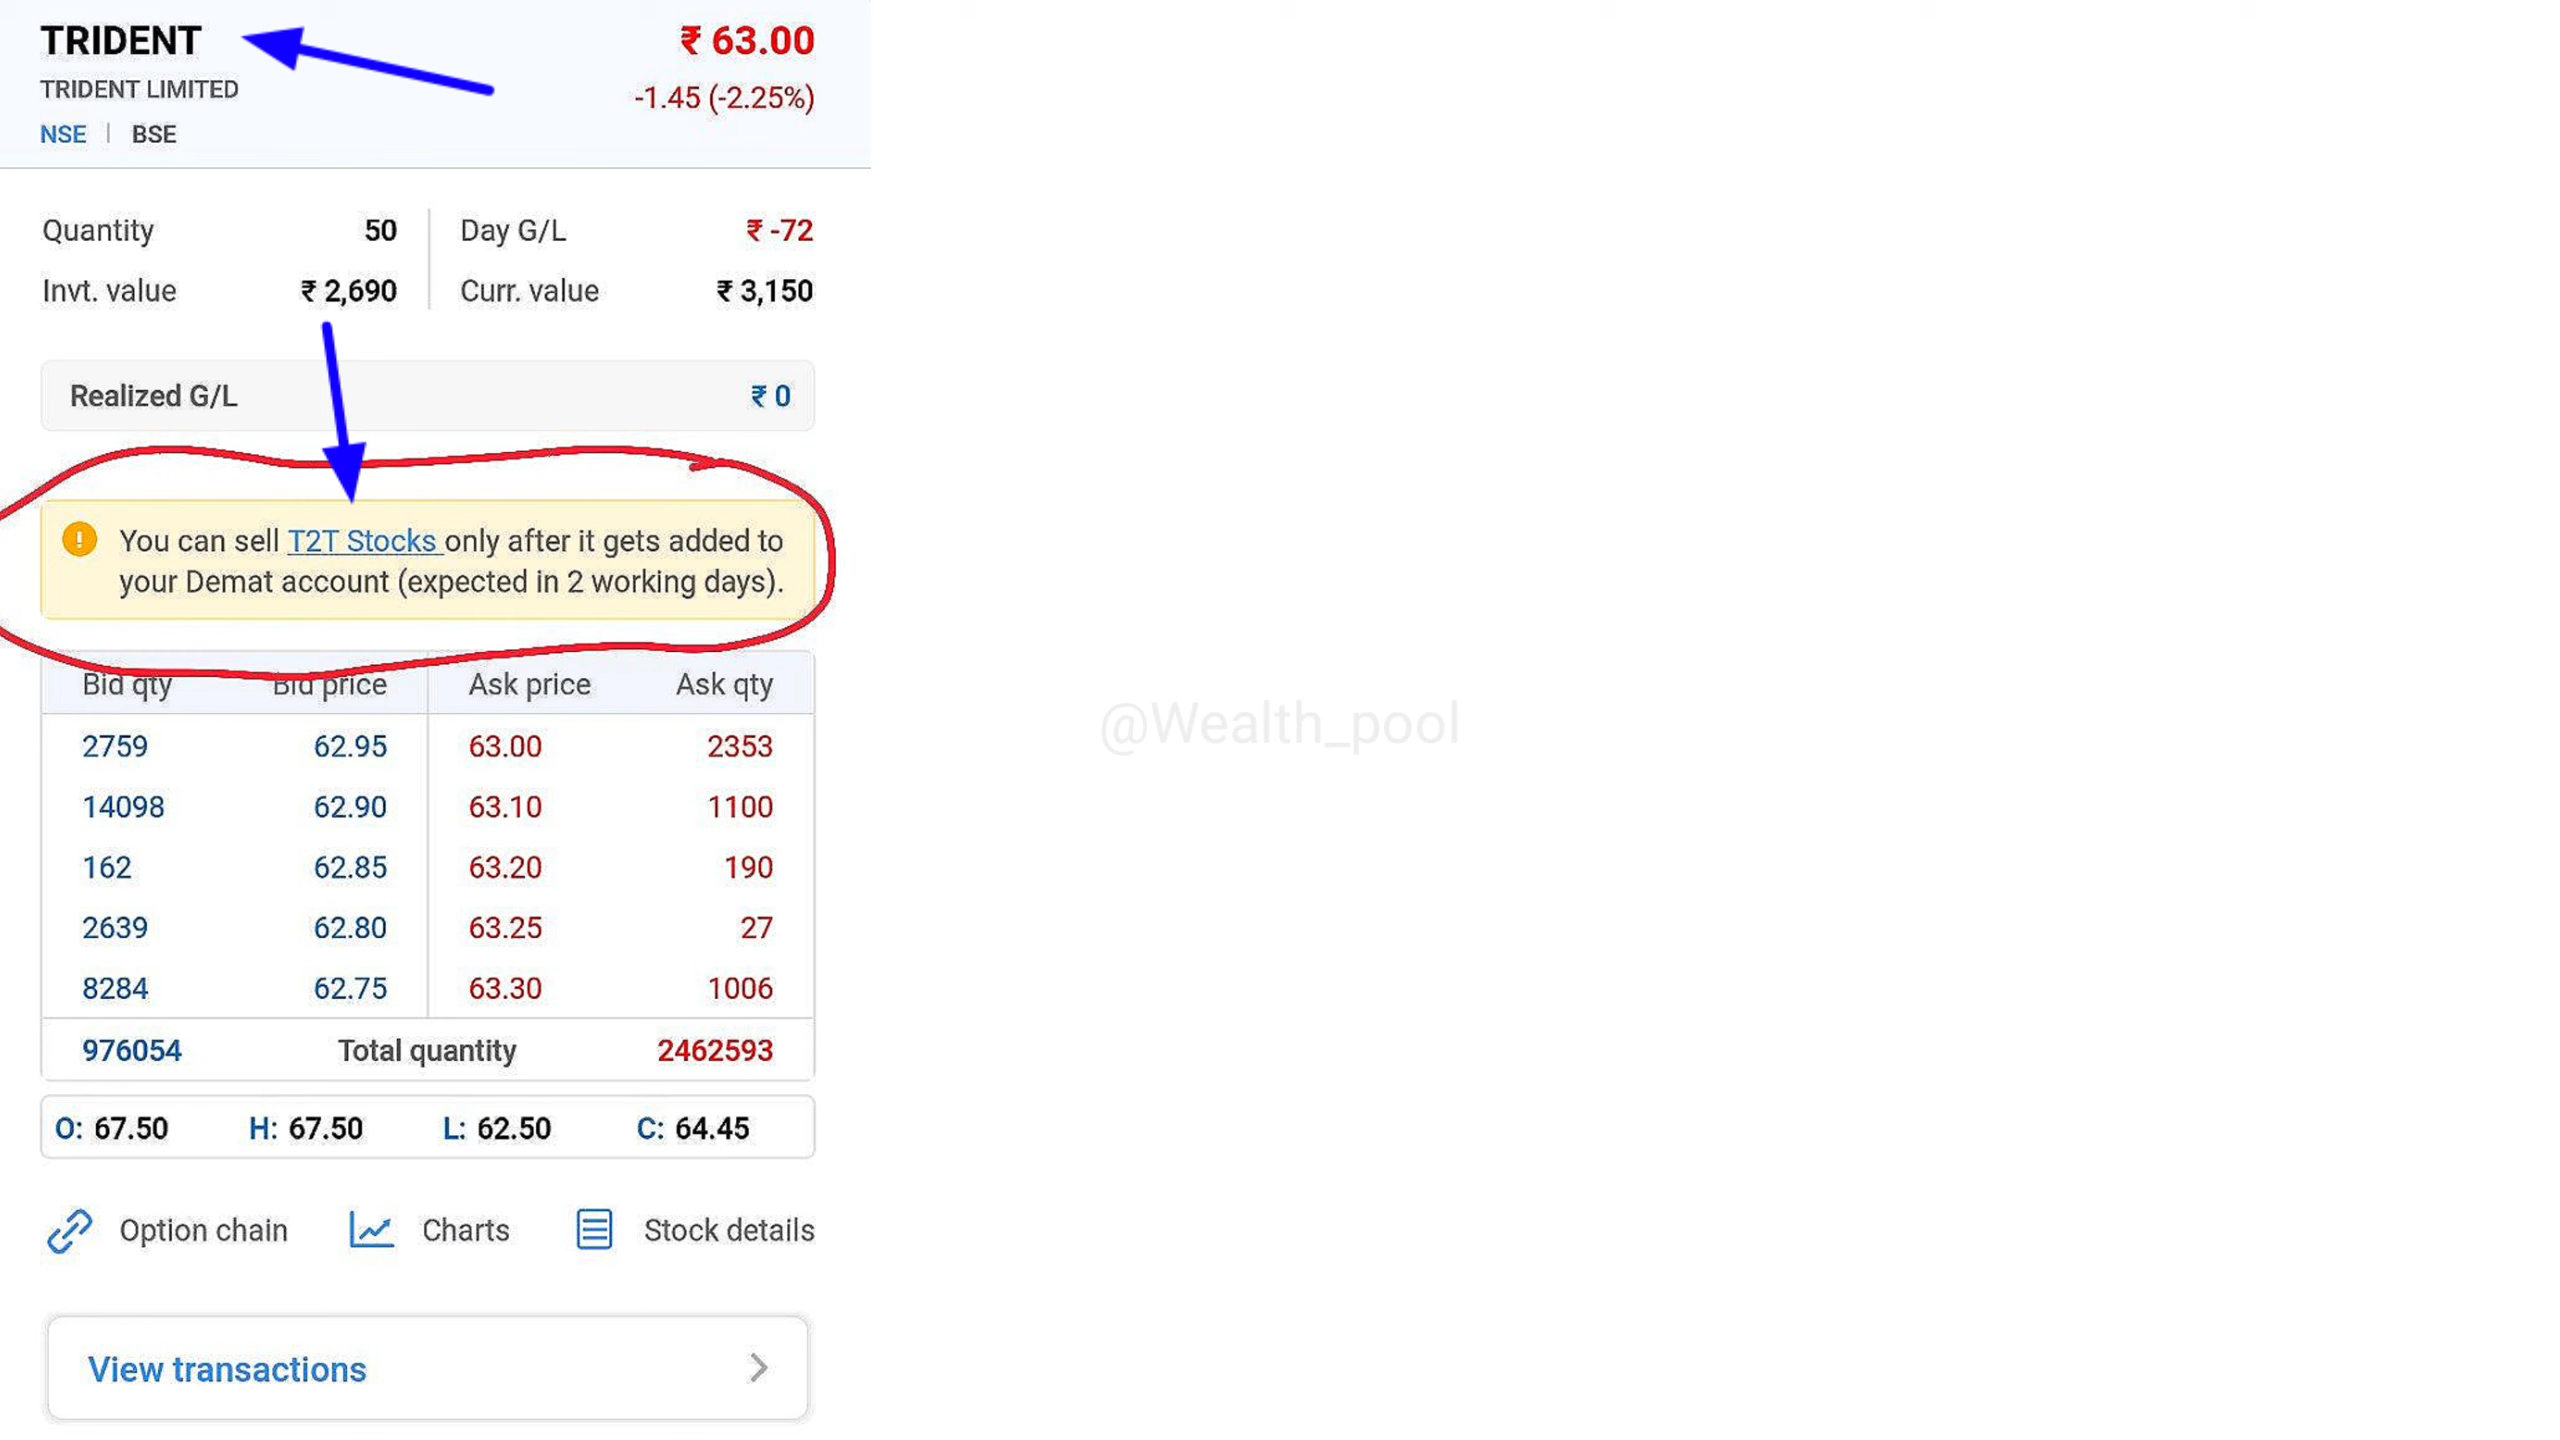 TRIDENT
₹ 63.00
TRIDENT LIMITED
-1.45 (-2.25%)
NSE | BSE
Quantity 50 Day G/L ₹ -72
Invt. value ₹ 2,690 Curr. value ₹ 3,150
Realized G/L ₹ 0
You can sell T2T Stocks only after it gets added to
your Demat account (expected in 2 working days).
Bid qty Bid price Ask price Ask qty
2759 62.95 63.00 2353
14098 62.90 63.10 1100
162 62.85 63.20 190
2639 62.80 63.25 27
8284 62.75 63.30 1006
976054 Total quantity 2462593
O: 67.50 H: 67.50 L: 62.50 C: 64.45
Option chain Charts Stock details
View transactions
@Wealth_pool